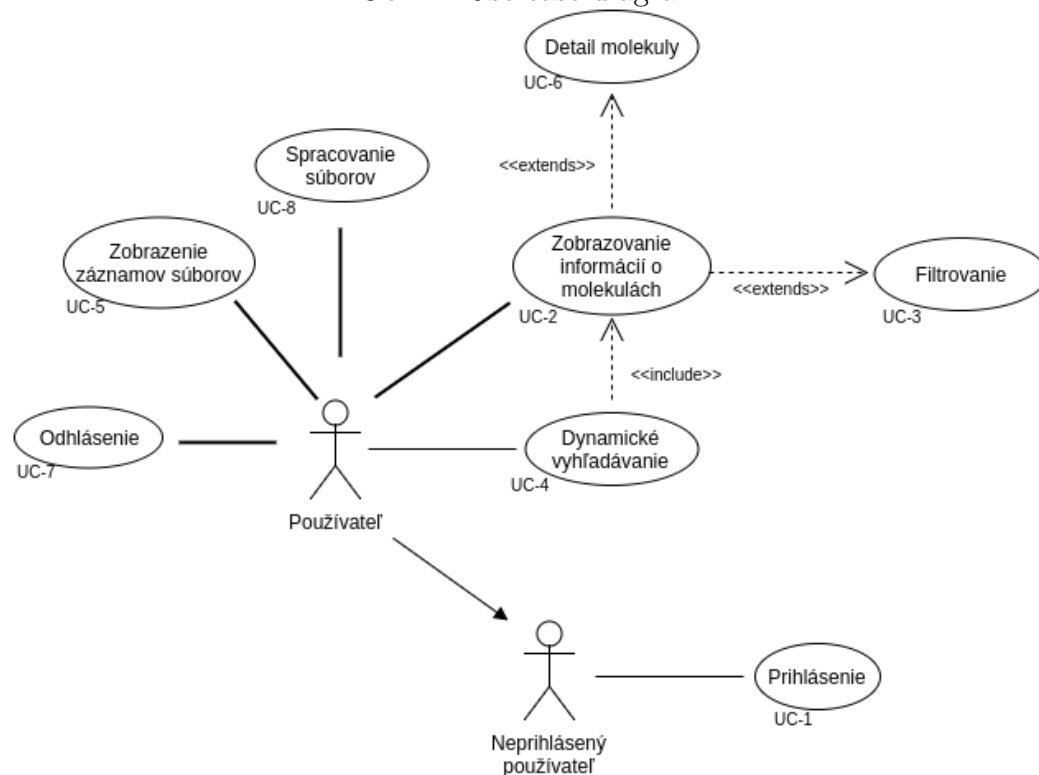 Detail molekuly
UC-6
<<extends>>
Spracovanie
súborov
UC-8
Zobrazenie
záznamov súborov
UC-5
Zobrazovanie
informácií o
molekulách
UC-2
<<extends>>
Filtrovanie
UC-3
<<include>>
Odhlásenie
UC-7
Dynamické
vyhľadávanie
UC-4
Používateľ
Prihlásenie
UC-1
Neprihlásený
používateľ